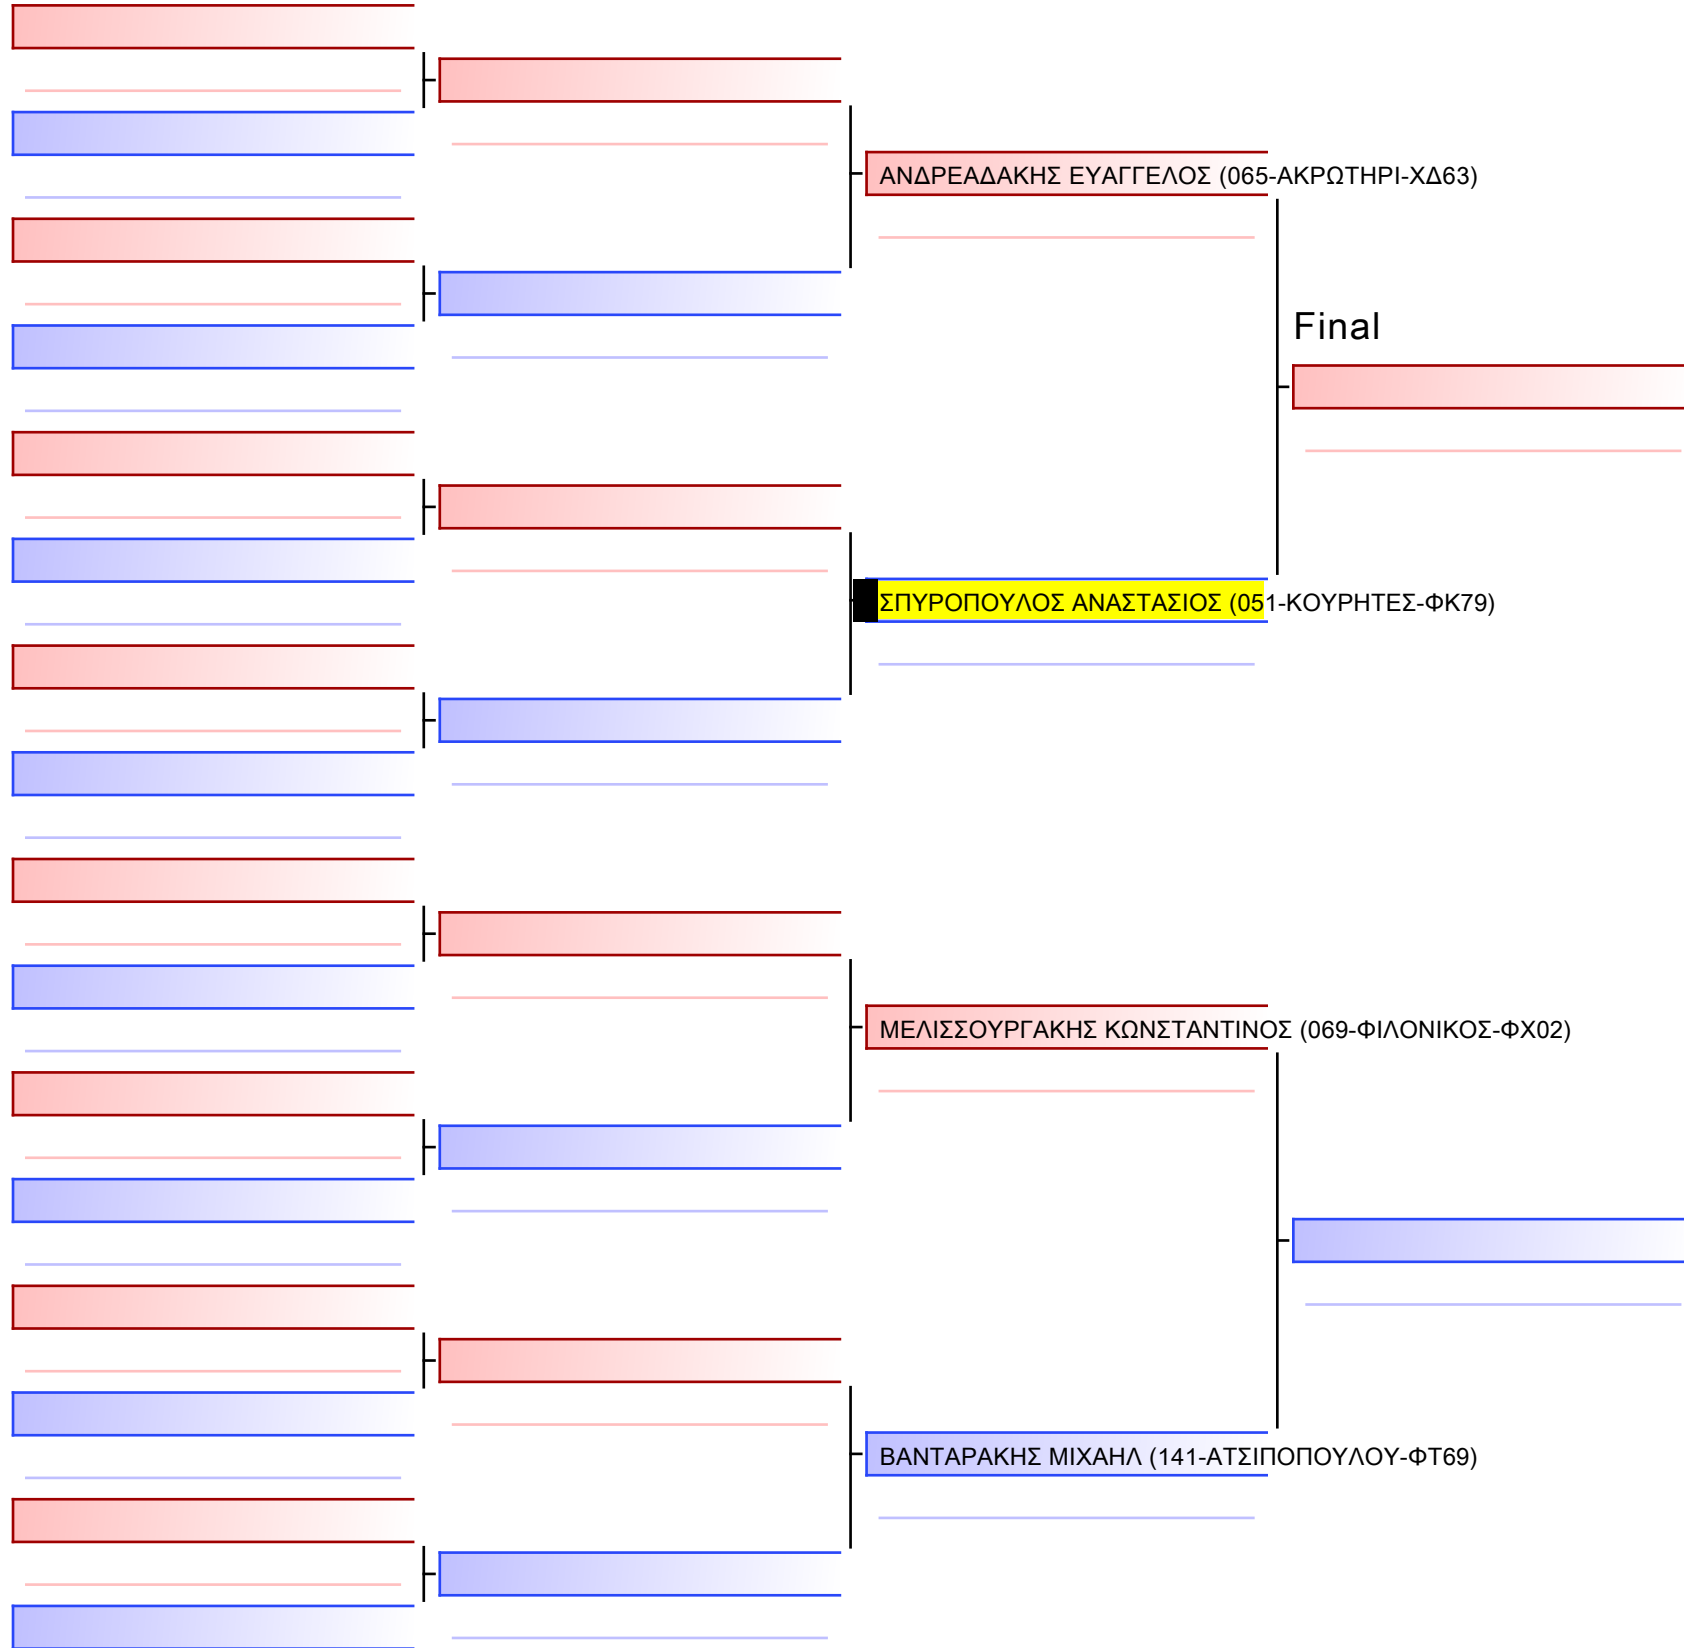 ΑΝΔΡΕΑΔΑΚΗΣ ΕΥΑΓΓΕΛΟΣ (065-ΑΚΡΩΤΗΡΙ-ΧΔ63)
Final
ΣΠΥΡΟΠΟΥΛΟΣ ΑΝΑΣΤΑΣΙΟΣ (051-ΚΟΥΡΗΤΕΣ-ΦΚ79)
ΜΕΛΙΣΣΟΥΡΓΑΚΗΣ ΚΩΝΣΤΑΝΤΙΝΟΣ (069-ΦΙΛΟΝΙΚΟΣ-ΦΧ02)
ΒΑΝΤΑΡΑΚΗΣ ΜΙΧΑΗΛ (141-ΑΤΣΙΠΟΠΟΥΛΟΥ-ΦΤ69)